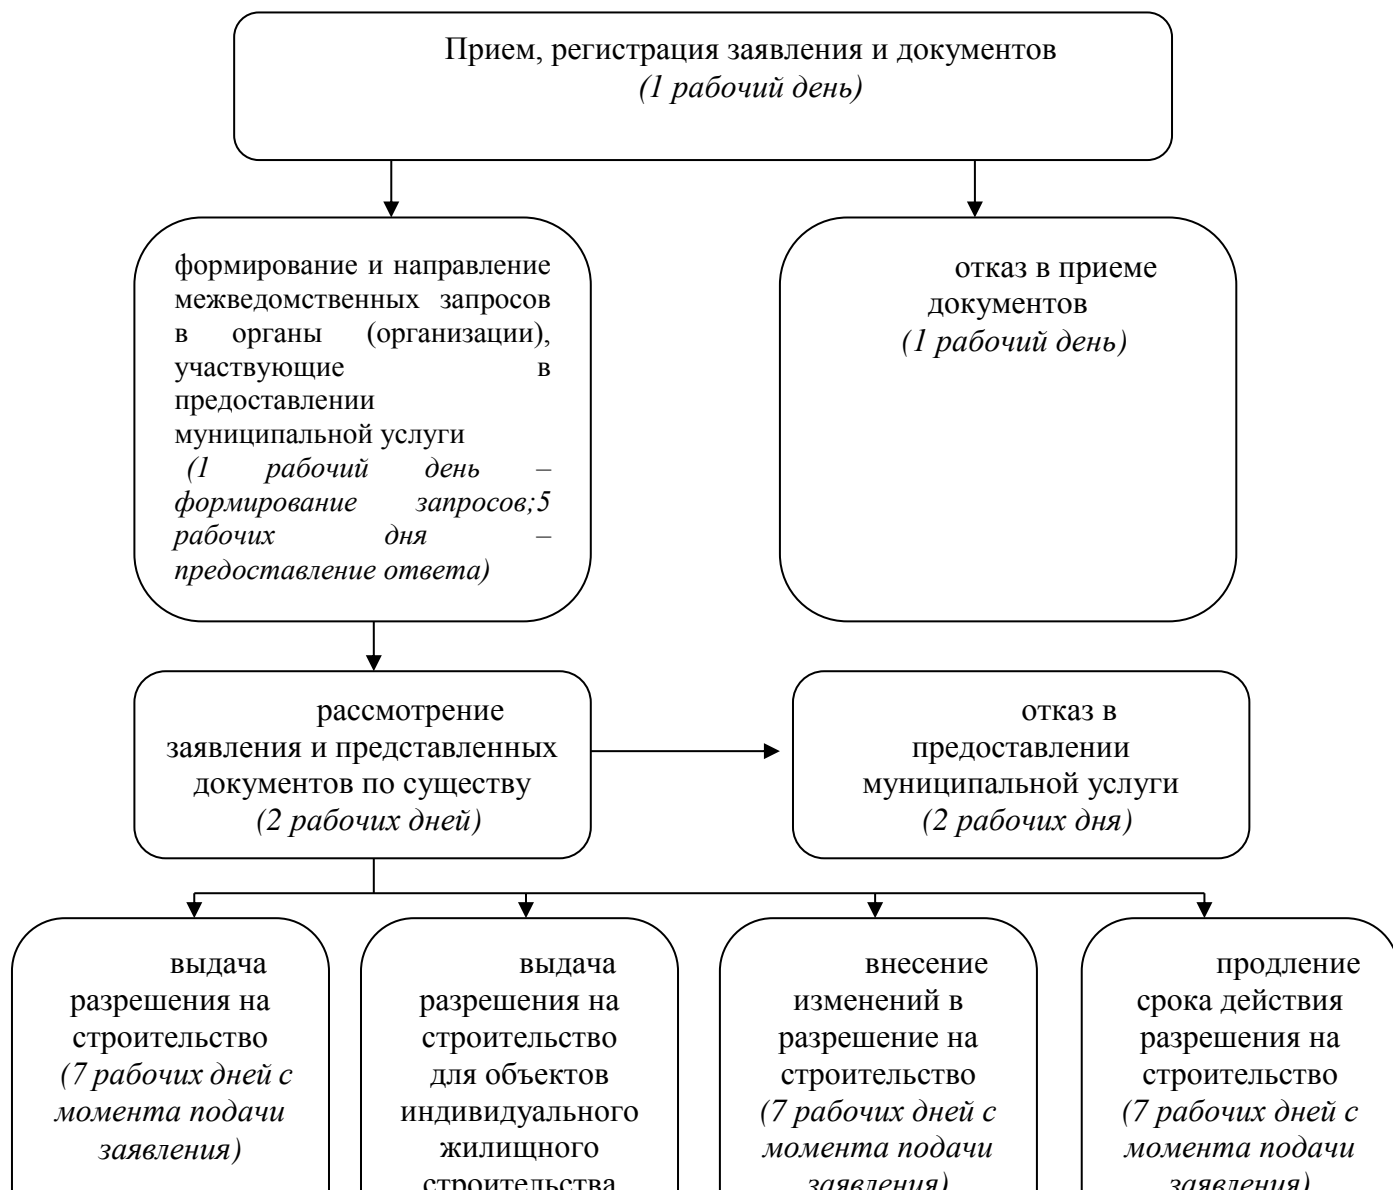 Прием, регистрация заявления и документов
(1 рабочий день)
формирование и направление
межведомственных запросов
в органы (организации),
участвующие в
предоставлении
муниципальной услуги
(1 рабочий день –
формирование запросов;5
рабочих дня –
предоставление ответа)
отказ в приеме
документов
(1 рабочий день)
рассмотрение
заявления и представленных
документов по существу
(2 рабочих дней)
отказ в
предоставлении
муниципальной услуги
(2 рабочих дня)
выдача
разрешения на
строительство
(7 рабочих дней с
момента подачи
заявления)
выдача
разрешения на
строительство
для объектов
индивидуального
жилищного
строительства
внесение
изменений в
разрешение на
строительство
(7 рабочих дней с
момента подачи
заявления)
продление
срока действия
разрешения на
строительство
(7 рабочих дней с
момента подачи
заявления)